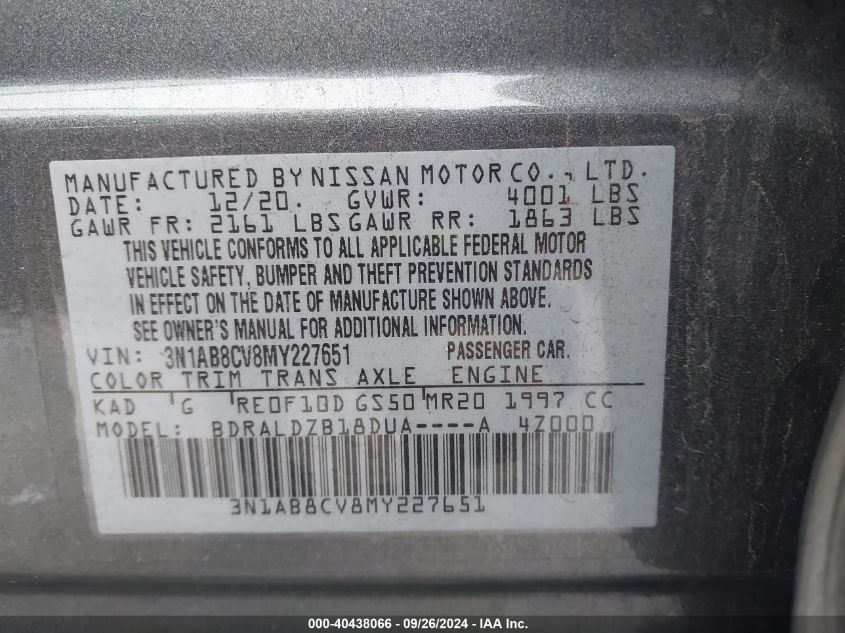 MANUFACTURED BY NISSAN MOTOR CO., LTD.
DATE: 12/20. GVWR: 4001 LBS
GAWR FR: 2161 LBS GAWR RR: 1863 LBS
THIS VEHICLE CONFORMS TO ALL APPLICABLE FEDERAL MOTOR
VEHICLE SAFETY, BUMPER AND THEFT PREVENTION STANDARDS
IN EFFECT ON THE DATE OF MANUFACTURE SHOWN ABOVE.
SEE OWNER'S MANUAL FOR ADDITIONAL INFORMATION.
VIN: 3N1AB8CV8MY227651 PASSENGER CAR.
COLOR TRIM TRANS AXLE ENGINE
KAD G RE0F10D GS50 MR20 1997 CC
MODEL: BDRALDZB18DUA----A 4Z000
3N1AB8CV8MY227651
000-40438066 - 09/26/2024 - IAA Inc.